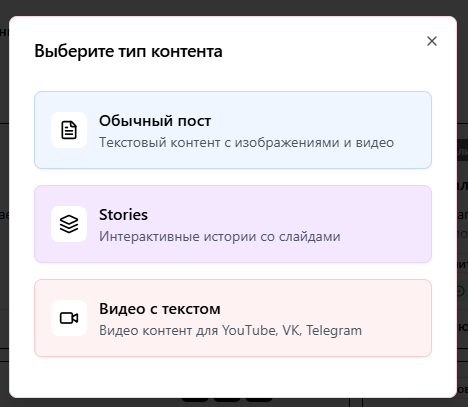 Выберите тип контента
Обычный пост
Текстовый контент с изображениями и видео
Stories
Интерактивные истории со слайдами
Видео с текстом
Видео контент для YouTube, VK, Telegram